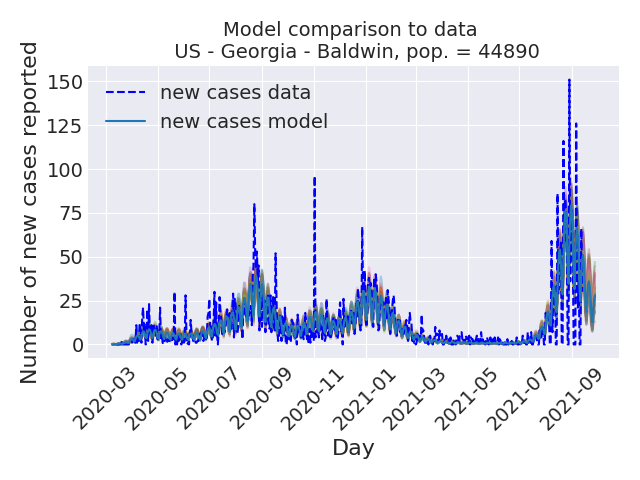 Model comparison to data
US - Georgia - Baldwin, pop. = 44890
Number of new cases reported
150
125
100
75
50
25
0
new cases data
new cases model
2020-03
2020-05
2020-07
2020-09
2020-11
2021-01
2021-03
2021-05
2021-07
2021-09
Day